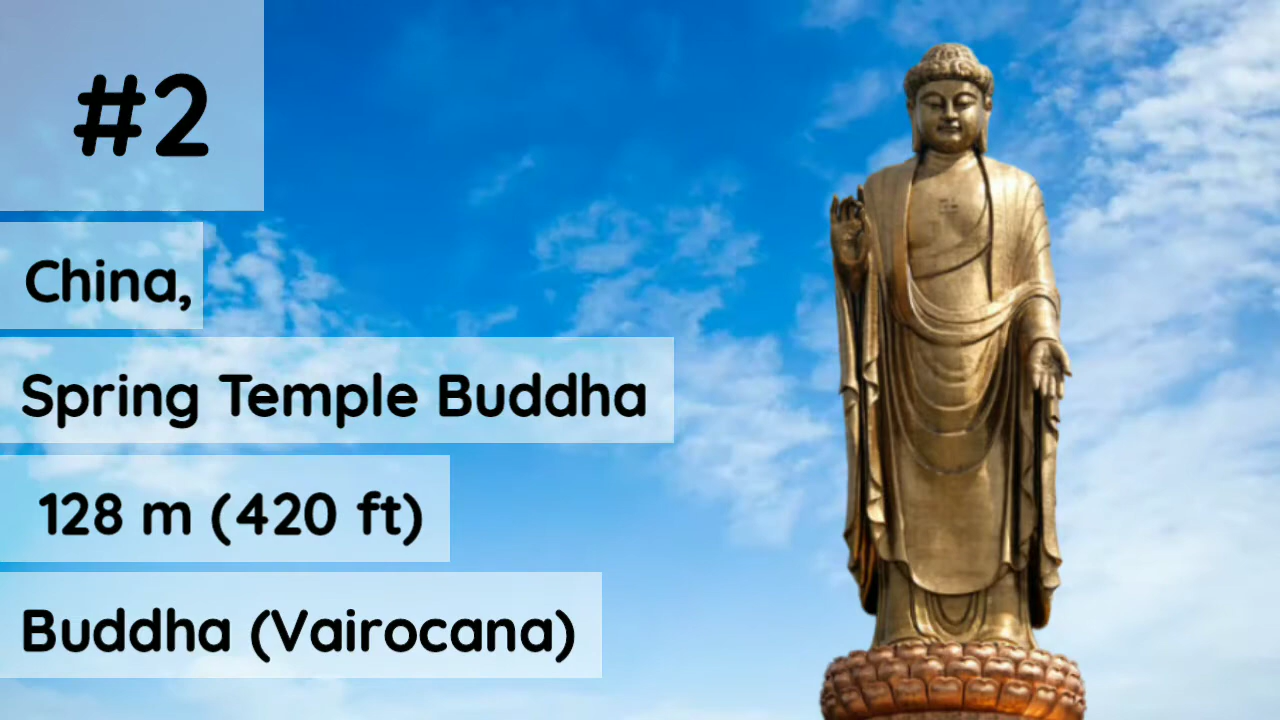 #2
China,
Spring Temple Buddha
128 m (420 ft)
Buddha (Vairocana)